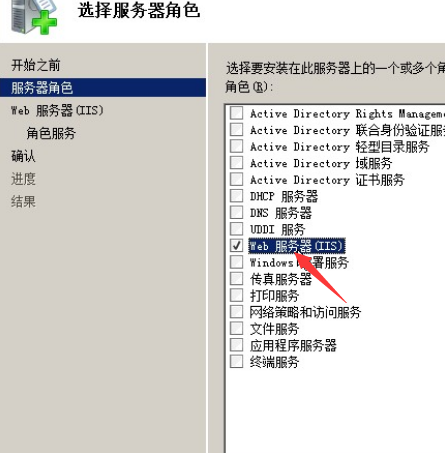 选择服务器角色
开始之前
服务器角色
Web 服务器(IIS)
角色服务
确认
进度
结果
选择要安装在此服务器上的一个或多个角
角色(R):
Active Directory Rights Manageme
Active Directory 联合身份验证服
Active Directory 轻型目录服务
Active Directory 域服务
Active Directory 证书服务
DHCP 服务器
DNS 服务器
UDDI 服务
Web 服务器(IIS)
Windows 署服务
传真服务器
打印服务
网络策略和访问服务
文件服务
应用程序服务器
终端服务